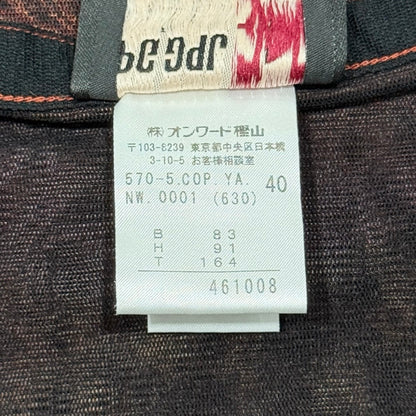 JPG JP
㈱ オンワード樫山
〒103-8239 東京都中央区日本橋
3-10-5 お客様相談室
570-5.COP.YA. 40
NW.0001 (630)
B 83
H 91
T 164
461008